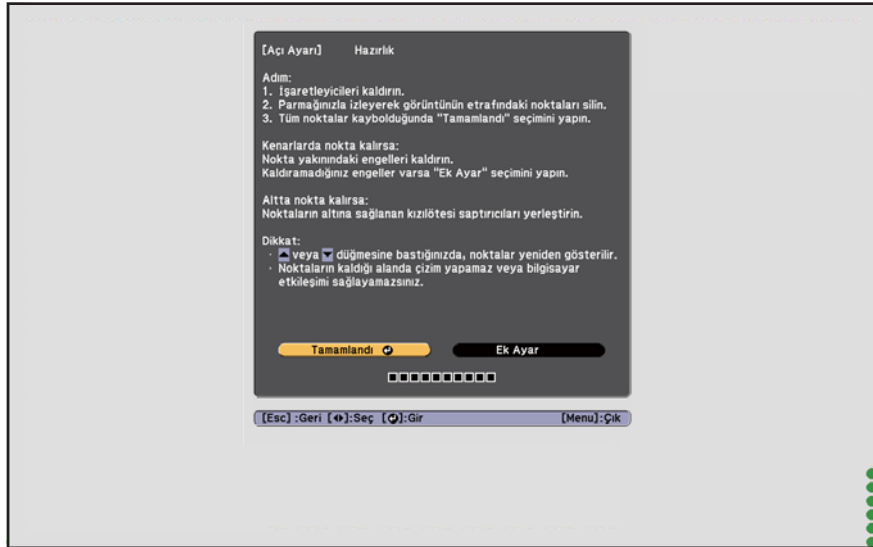 [Açı Ayarı] Hazırlık
Adım:
1. İşaretleyicileri kaldırın.
2. Parmağınızla izleyerek görüntünün etrafındaki noktaları silin.
3. Tüm noktalar kaybolduğunda "Tamamlandı" seçimini yapın.
Kenarlarda nokta kalırsa:
Nokta yakınındaki engelleri kaldırın.
Kaldıramadığınız engeller varsa "Ek Ayar" seçimini yapın.
Altta nokta kalırsa:
Noktaların altına sağlanan kızılötesi saptırıcıları yerleştirin.
Dikkat:
· ▲ veya ▼ düğmesine bastığınızda, noktalar yeniden gösterilir.
· Noktaların kaldığı alanda çizim yapamaz veya bilgisayar
etkileşimi sağlayamazsınız.
Tamamlandı Ek Ayar
[Esc] :Geri [◀▶]:Seç [↵]:Gir [Menu]:Çık